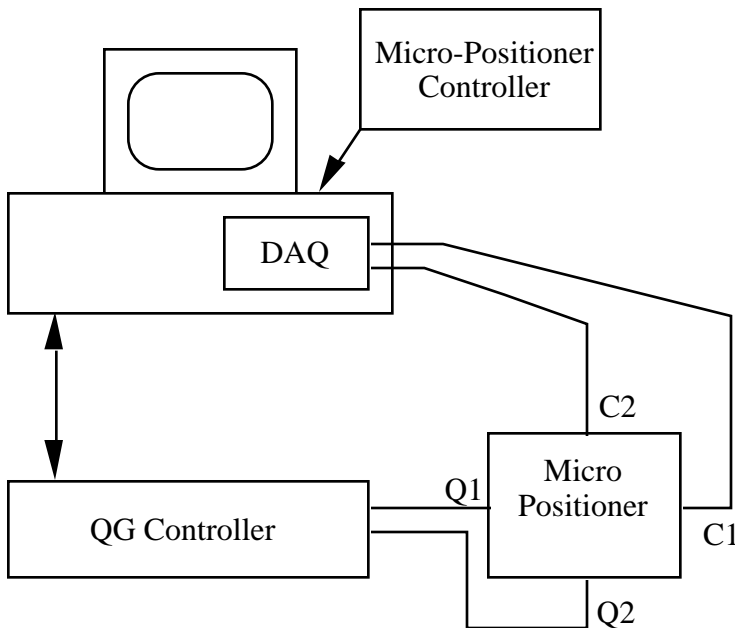 Micro-Positioner
Controller
DAQ
C2
Micro
Positioner
Q1
QG Controller
C1
Q2